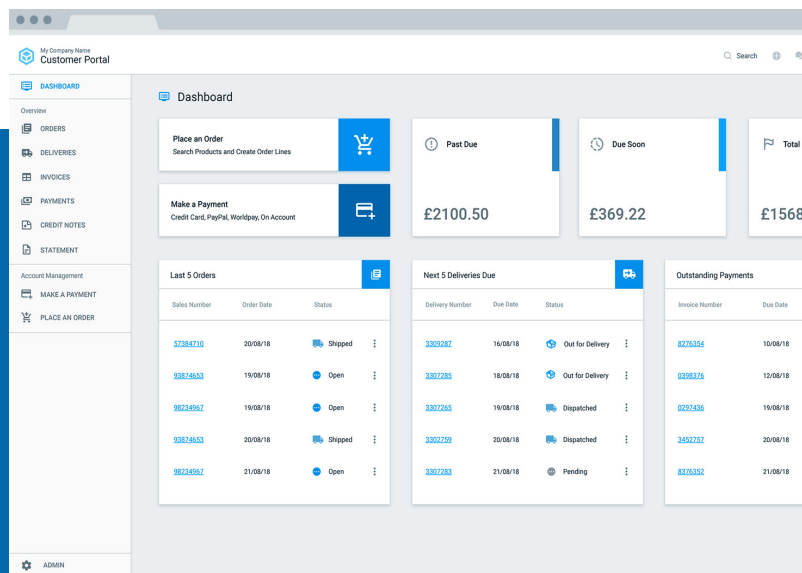 My Company Name
Customer Portal
Search
DASHBOARD
Overview
ORDERS
DELIVERIES
INVOICES
PAYMENTS
CREDIT NOTES
STATEMENT
Account Management
MAKE A PAYMENT
PLACE AN ORDER
ADMIN
Dashboard
Place an Order
Search Products and Create Order Lines
Make a Payment
Credit Card, PayPal, Worldpay, On Account
Past Due
£2100.50
Due Soon
£369.22
Total
£1568
Last 5 Orders
Sales Number Order Date Status
57384710 20/08/18 Shipped
93874653 19/08/18 Open
98234967 19/08/18 Open
93874653 20/08/18 Shipped
98234967 21/08/18 Open
Next 5 Deliveries Due
Delivery Number Due Date Status
3309287 16/08/18 Out for Delivery
3307285 18/08/18 Out for Delivery
3307265 19/08/18 Dispatched
3302759 20/08/18 Dispatched
3307283 21/08/18 Pending
Outstanding Payments
Invoice Number Due Date
8276354 10/08/18
0398376 12/08/18
0297436 19/08/18
3452757 20/08/18
8376352 21/08/18